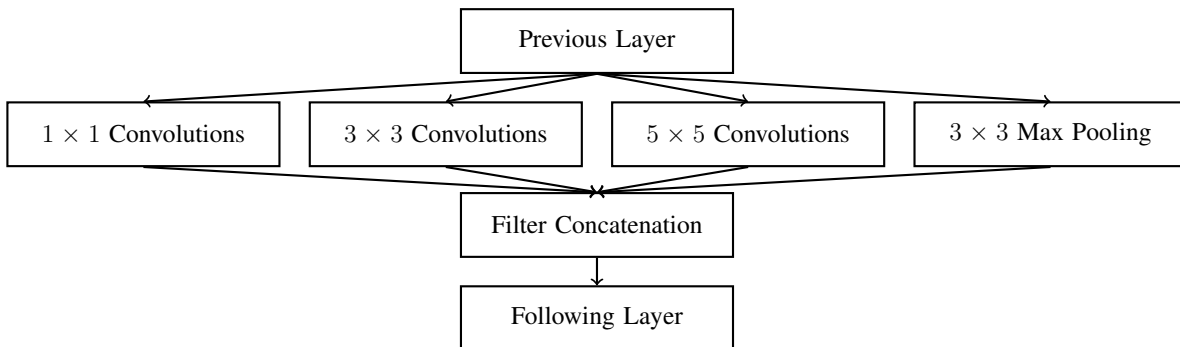 Previous Layer
1 × 1 Convolutions
3 × 3 Convolutions
5 × 5 Convolutions
3 × 3 Max Pooling
Filter Concatenation
Following Layer